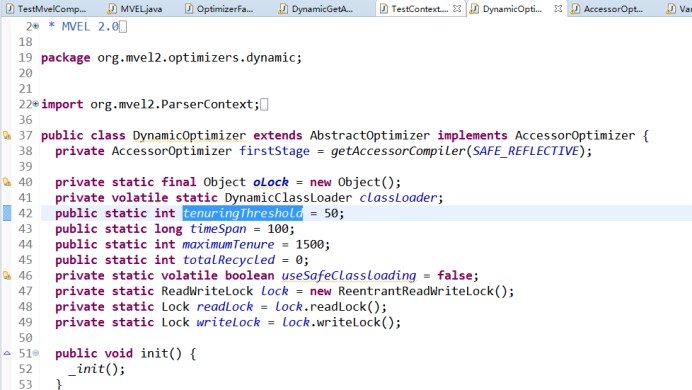 TestMvelComp... MVEL.java OptimizerFa... DynamicGetA... TestContext.... DynamicOpti... AccessorOpt... Var
2 * MVEL 2.0
18
19 package org.mvel2.optimizers.dynamic;
20
21
22 import org.mvel2.ParserContext;
36
37 public class DynamicOptimizer extends AbstractOptimizer implements AccessorOptimizer {
38 private AccessorOptimizer firstStage = getAccessorCompiler(SAFE_REFLECTIVE);
39
40 private static final Object oLock = new Object();
41 private volatile static DynamicClassLoader classLoader;
42 public static int tenuringThreshold = 50;
43 public static long timeSpan = 100;
44 public static int maximumTenure = 1500;
45 public static int totalRecycled = 0;
46 private static volatile boolean useSafeClassloading = false;
47 private static ReadWriteLock lock = new ReentrantReadWriteLock();
48 private static Lock readLock = lock.readLock();
49 private static Lock writeLock = lock.writeLock();
50
51 public void init() {
52 _init();
53 }